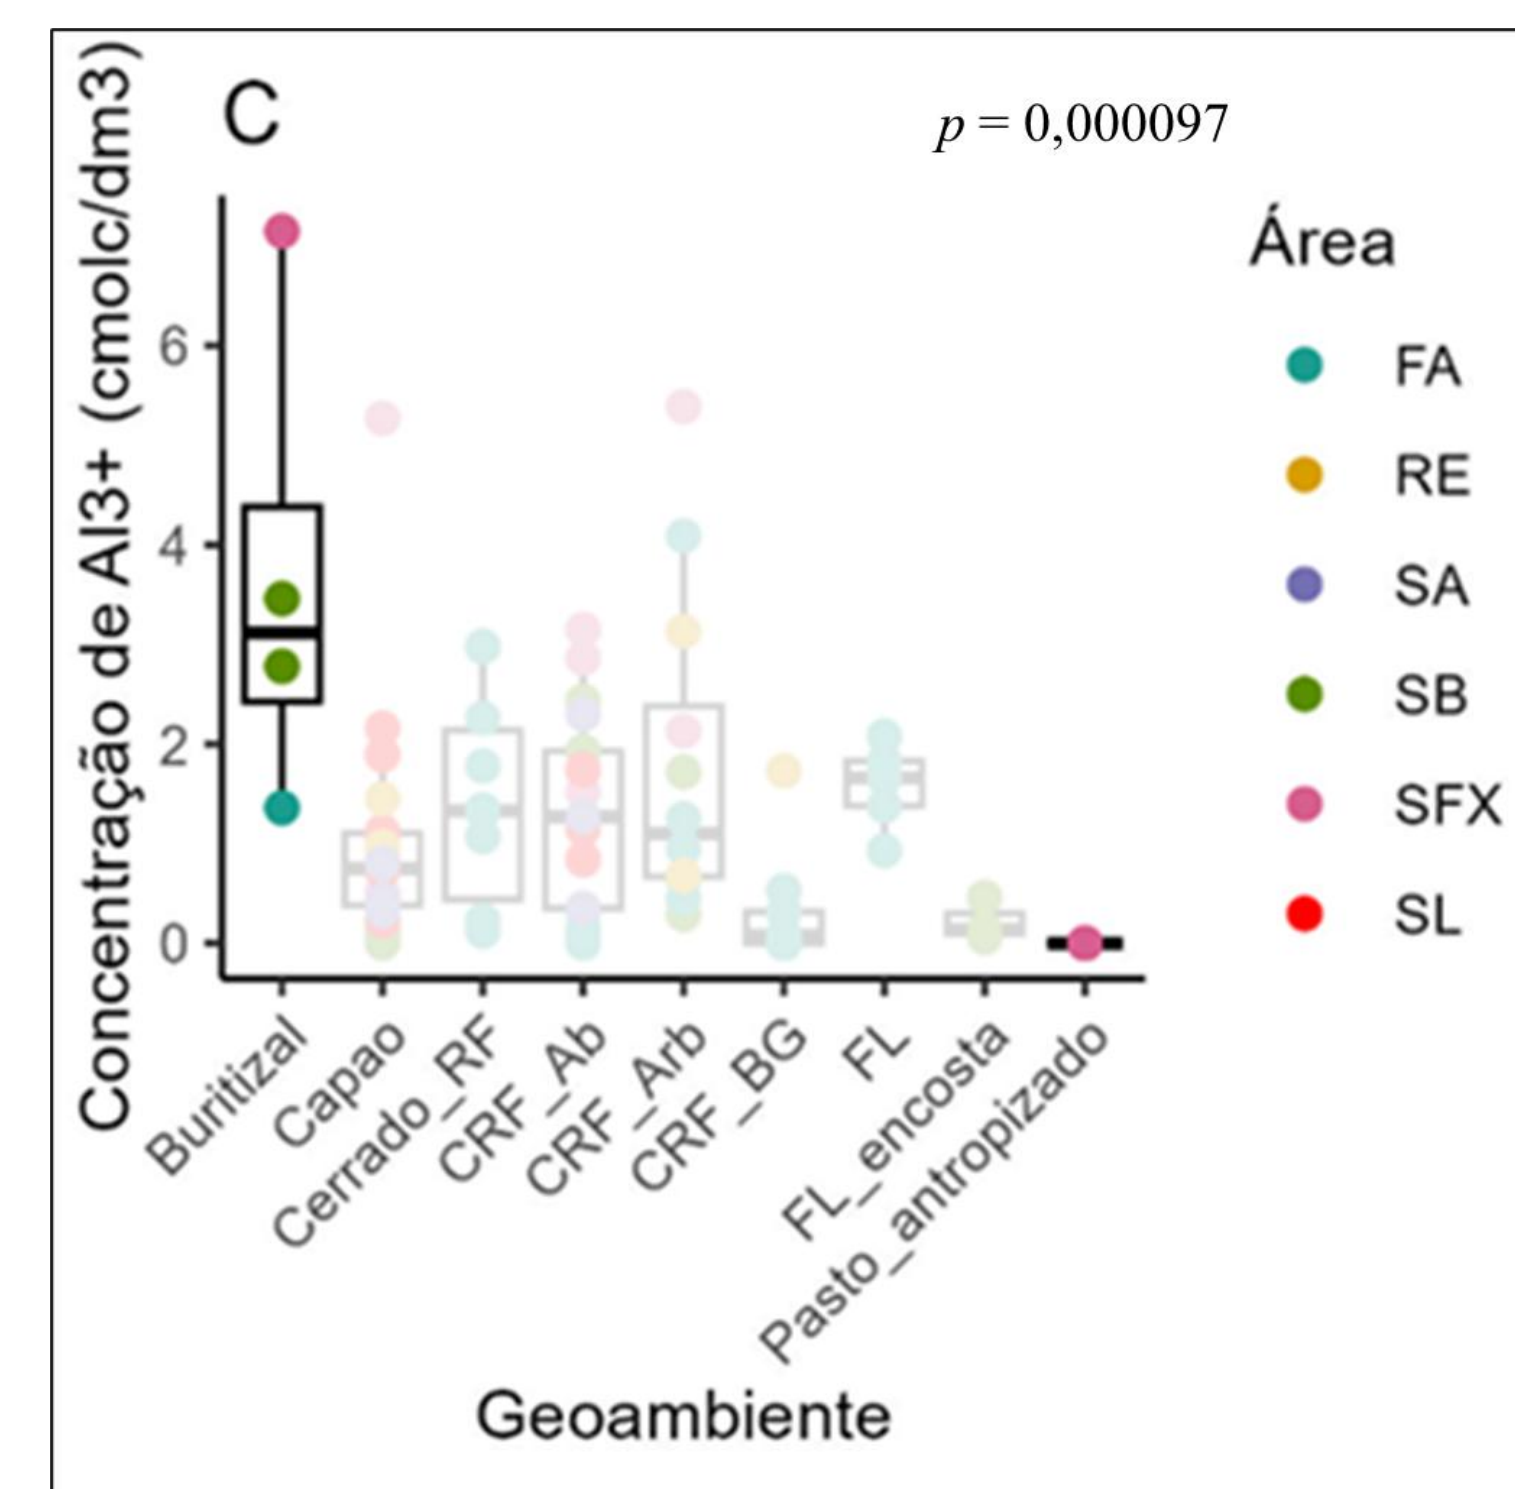 C
p = 0,000097
Concentração de Al3+ (cmolc/dm3)
6
4
2
0
Buritizal
Capao
Cerrado_RF
CRF_Ab
CRF_Arb
CRF_BG
FL
FL_encosta
Pasto_antropizado
Geoambiente
Área
FA
RE
SA
SB
SFX
SL